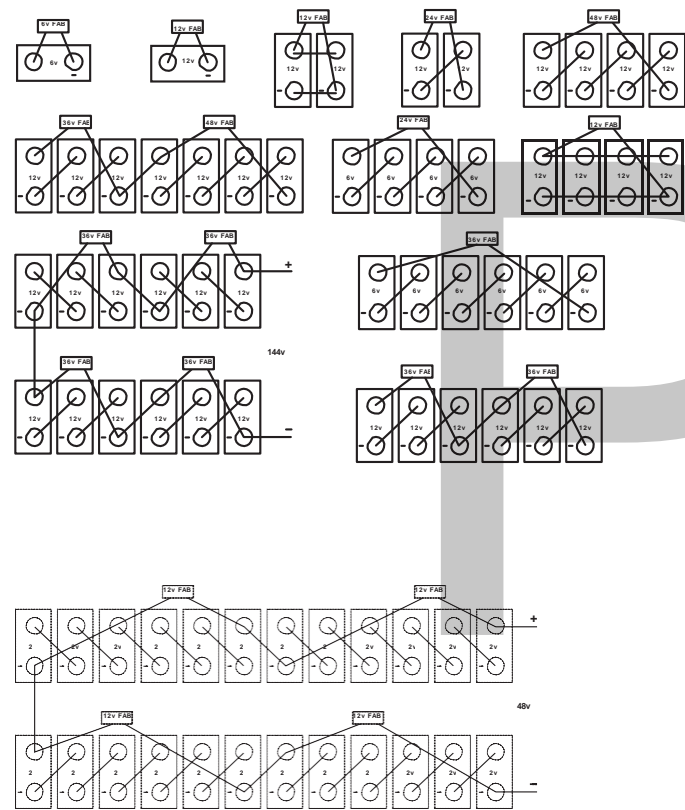 6v FAB 12v FAB 12v FAB 24v FAB 48v FAB
6v 12v 12v 12v 12v 2v 12v 12v 12v 12v
- - - - - -
36v FAE 48v FAB 24v FAB 12v FAB
12v 12v 12v 12v 12v 12v 12v 6v 6v 6v 6v 12v 12v 12v 12v
- - - - - - - - - - - - - - -
36v FAB 36v FAB 36v FAB
+
12v 12v 12v 12v 12v 12v 6v 6v 6v 6v 6v 6v
- - - - - - - - - - - -
144v
36v FAB 36v FAB 36v FAE 36v FAB
12v 12v 12v 12v 12v 12v 12v 12v 12v 12v 12v 12v
- - - - - - - - - - - -
–
12v FAB 12v FAB
+
2 2v 2 2 2 2 2 2v 2v 2v 2v 2v
- - - - - - - - - - - -
48v
12v FAB 12v FAB
2 2 2 2 2 2 2 2 2 2v 2v 2v
- - - - - - - - - - - -
–